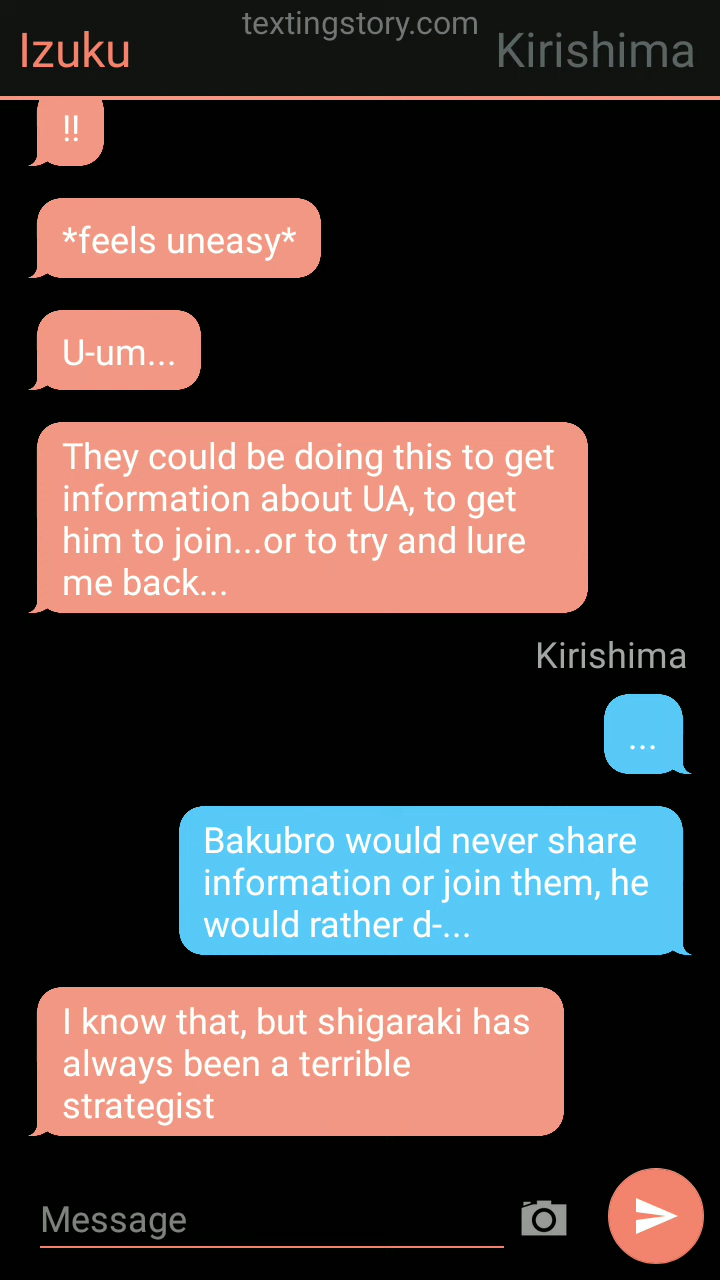 textingstory.com
Izuku
Kirishima
!!
*feels uneasy*
U-um...
They could be doing this to get
information about UA, to get
him to join...or to try and lure
me back...
Kirishima
...
Bakubro would never share
information or join them, he
would rather d-...
I know that, but shigaraki has
always been a terrible
strategist
Message